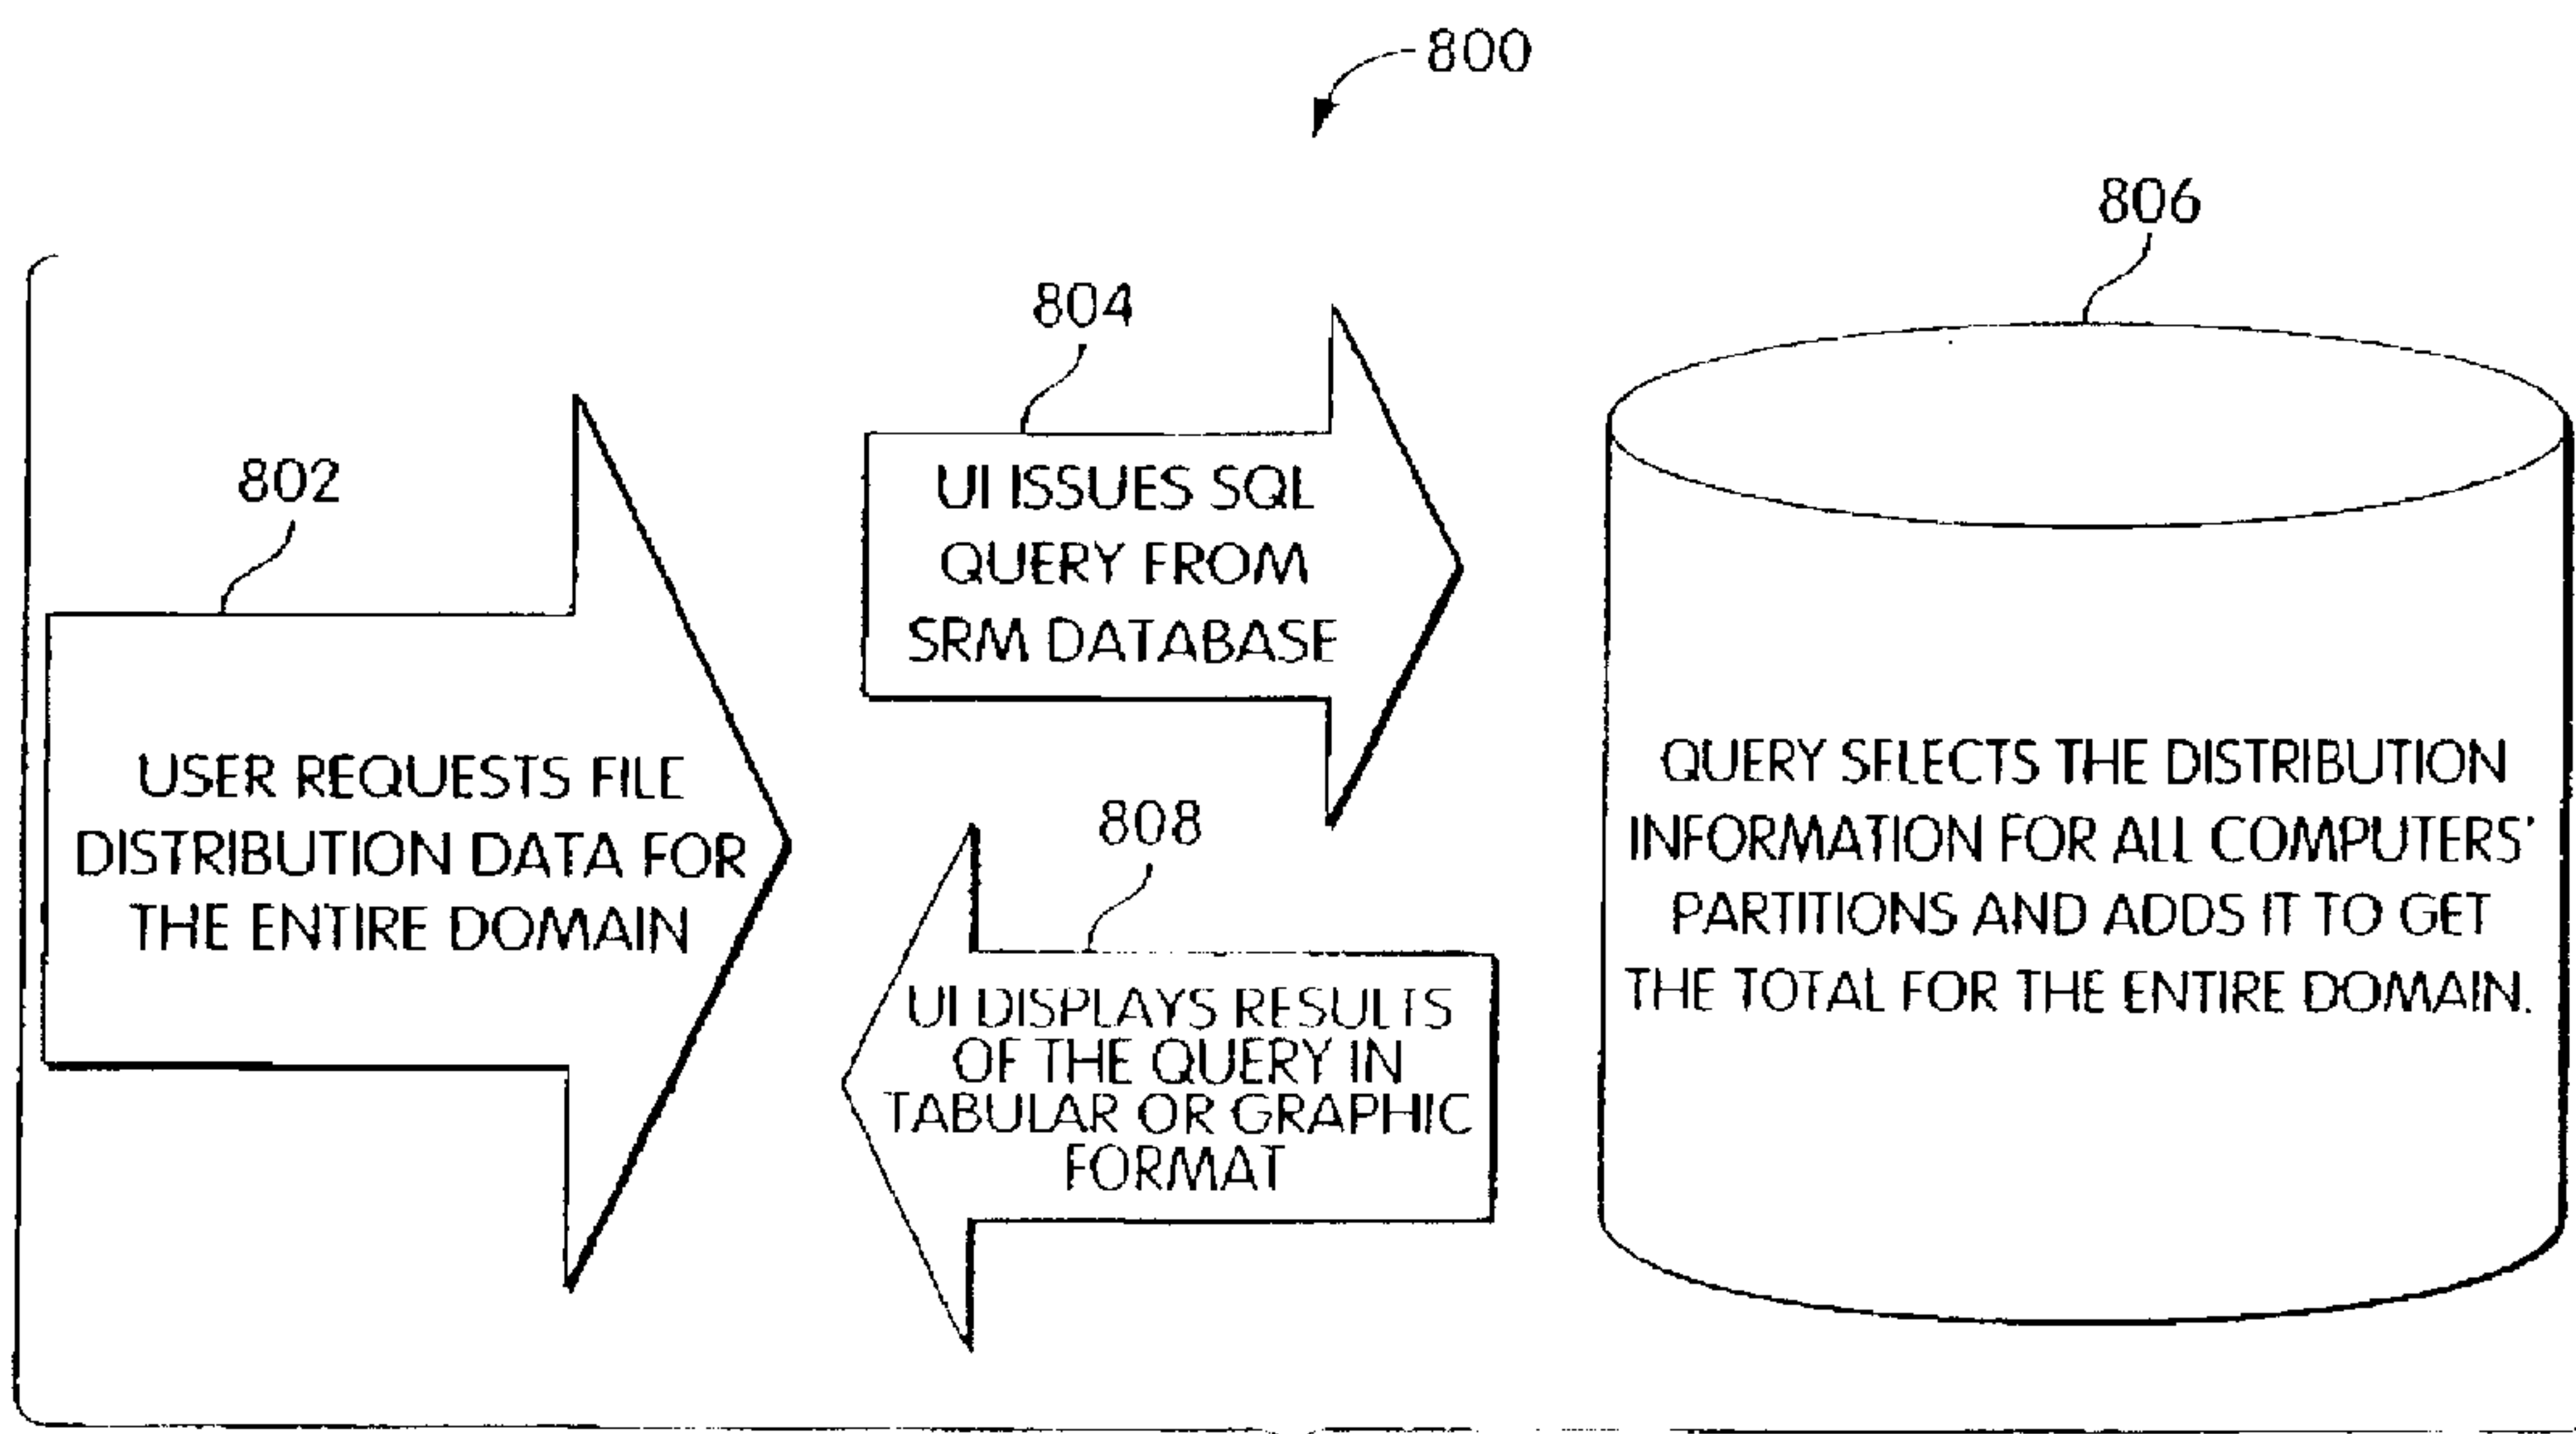 800
806
804
802
UI ISSUES SQL
QUERY FROM
SRM DATABASE
USER REQUESTS FILE
DISTRIBUTION DATA FOR
THE ENTIRE DOMAIN
808
UI DISPLAYS RESULTS
OF THE QUERY IN
TABULAR OR GRAPHIC
FORMAT
QUERY SELECTS THE DISTRIBUTION
INFORMATION FOR ALL COMPUTERS'
PARTITIONS AND ADDS IT TO GET
THE TOTAL FOR THE ENTIRE DOMAIN.